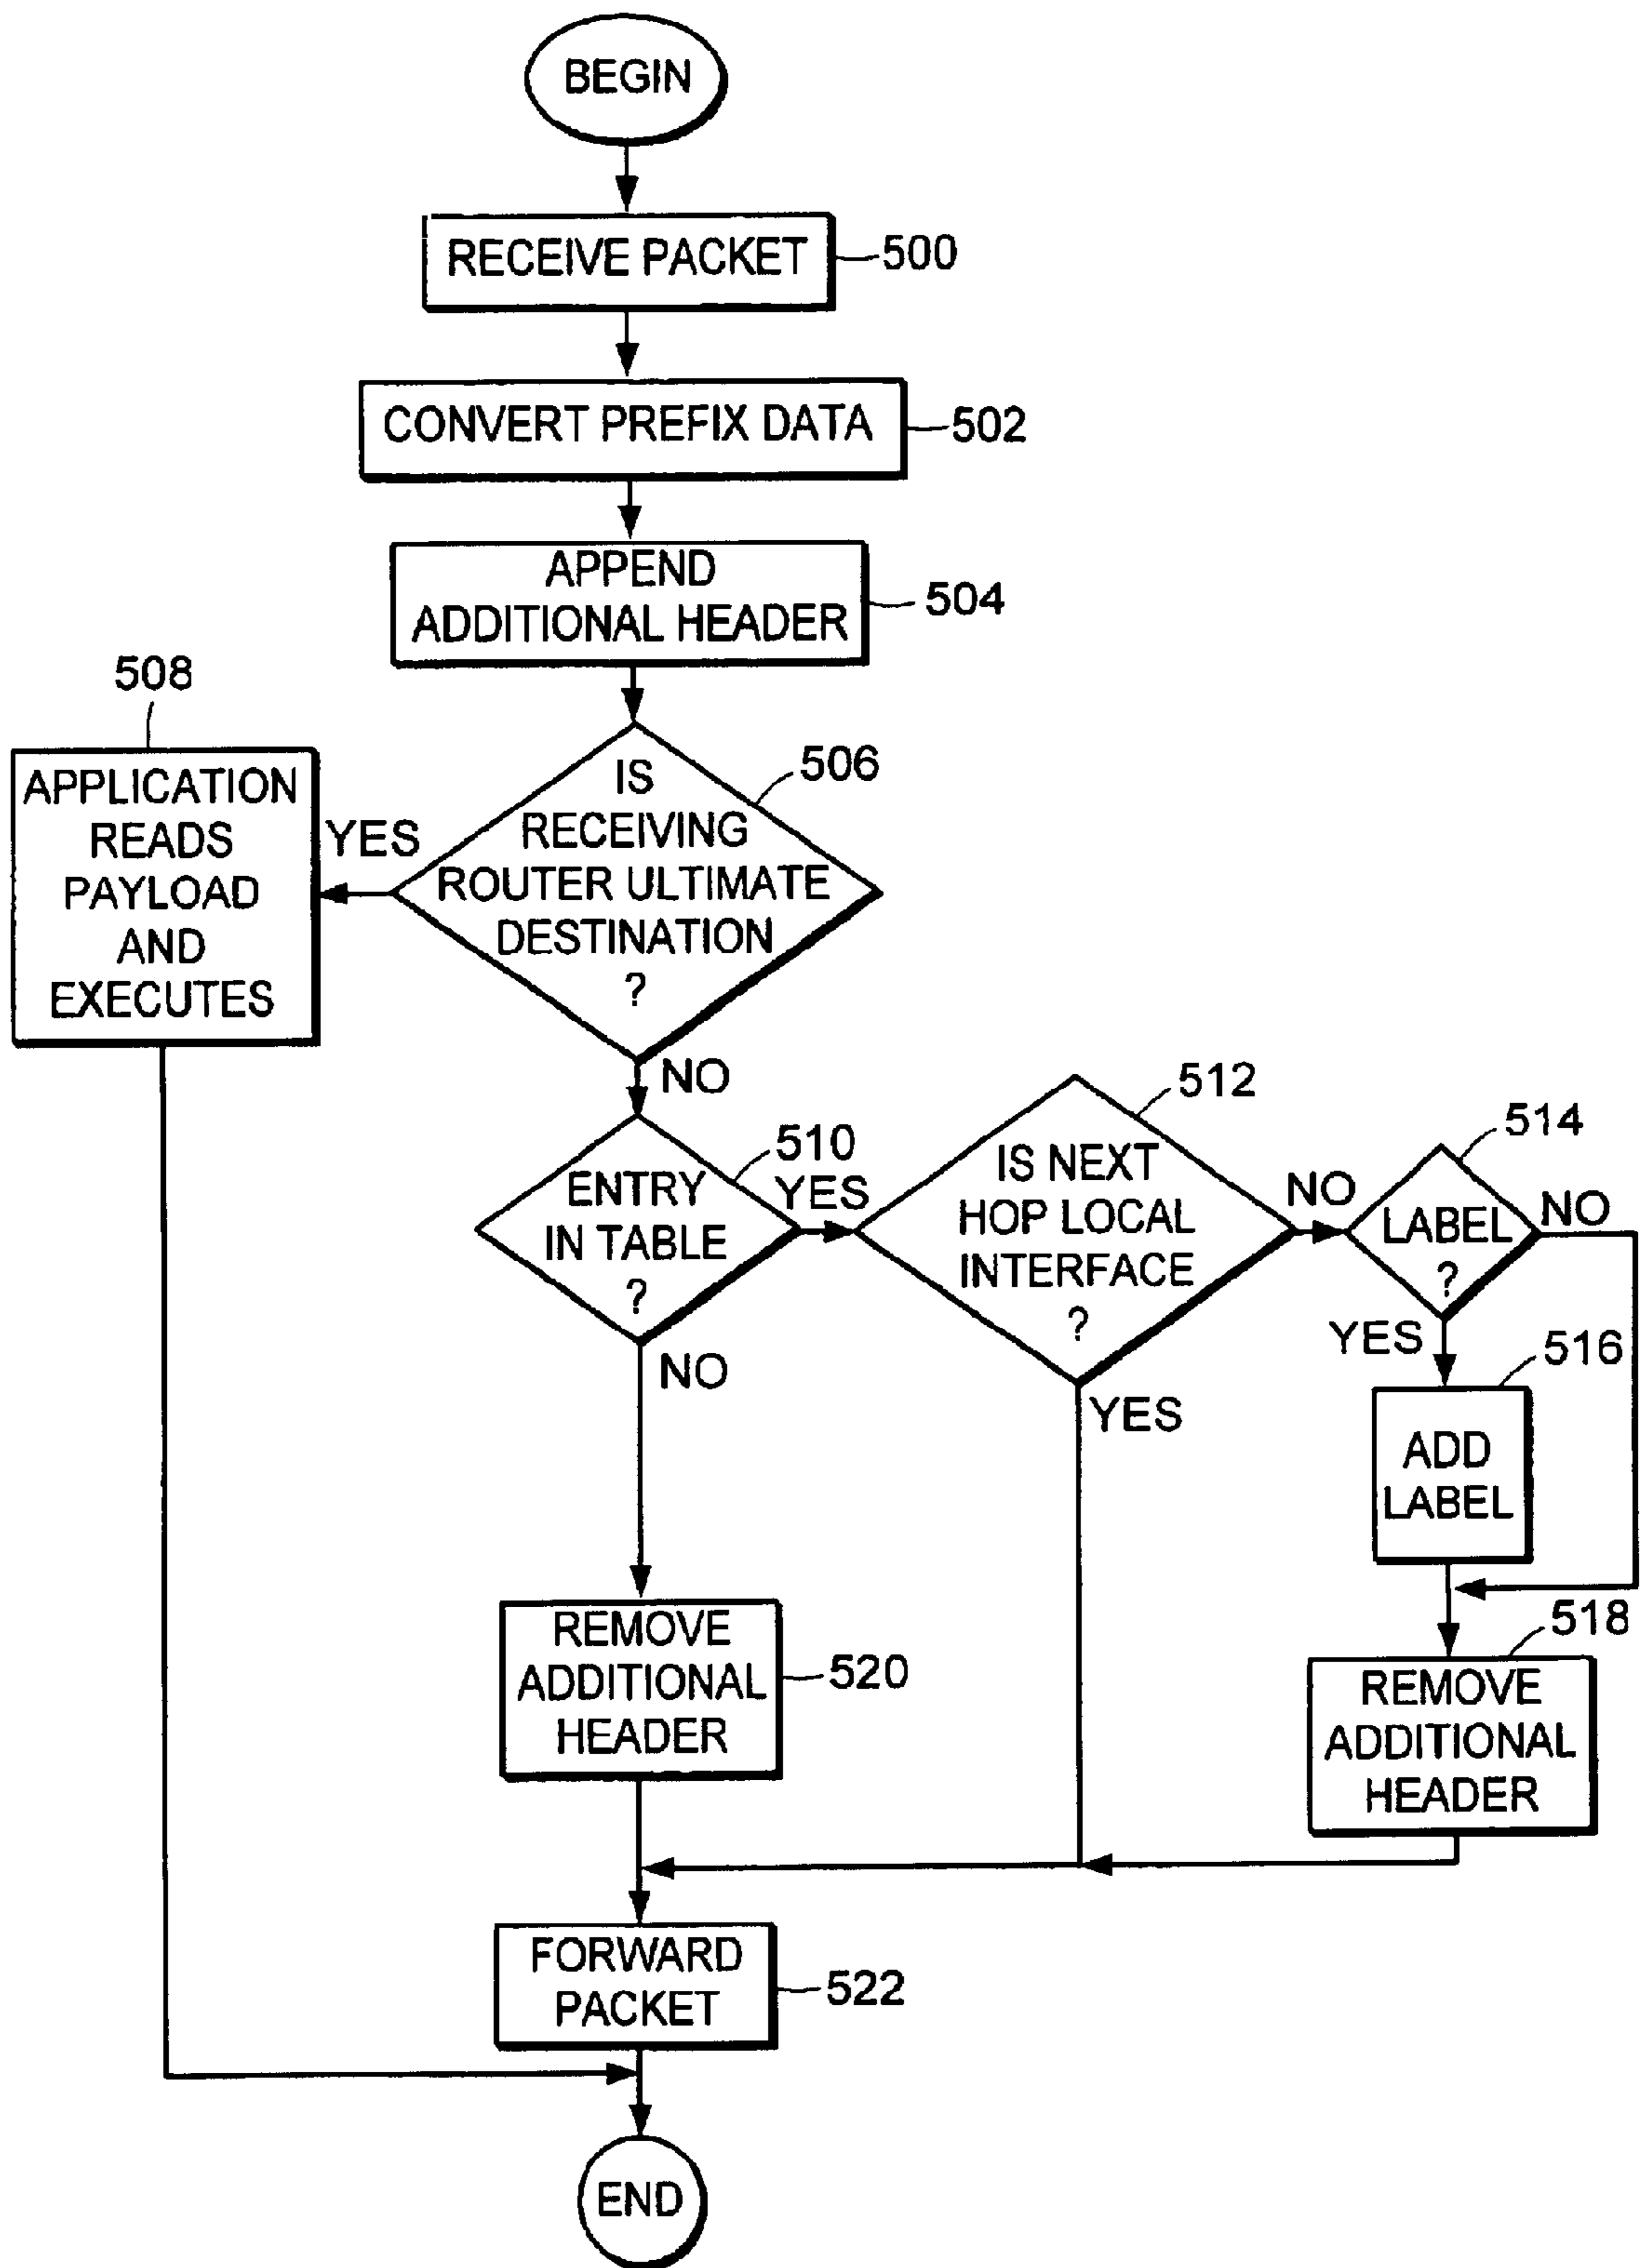 BEGIN
RECEIVE PACKET
500
CONVERT PREFIX DATA
502
APPEND
ADDITIONAL HEADER
504
508
APPLICATION
READS
PAYLOAD
AND
EXECUTES
YES
IS
RECEIVING
ROUTER ULTIMATE
DESTINATION
?
506
NO
ENTRY
IN TABLE
?
510
YES
NO
IS NEXT
HOP LOCAL
INTERFACE
?
512
NO
YES
LABEL
?
514
NO
YES
516
ADD
LABEL
518
REMOVE
ADDITIONAL
HEADER
REMOVE
ADDITIONAL
HEADER
520
FORWARD
PACKET
522
END